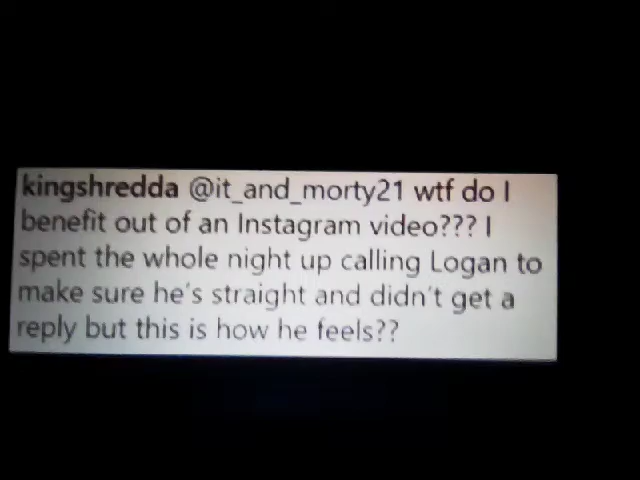 kingshredda @it_and_morty21 wtf do I
benefit out of an Instagram video??? I
spent the whole night up calling Logan to
make sure he's straight and didn't get a
reply but this is how he feels??